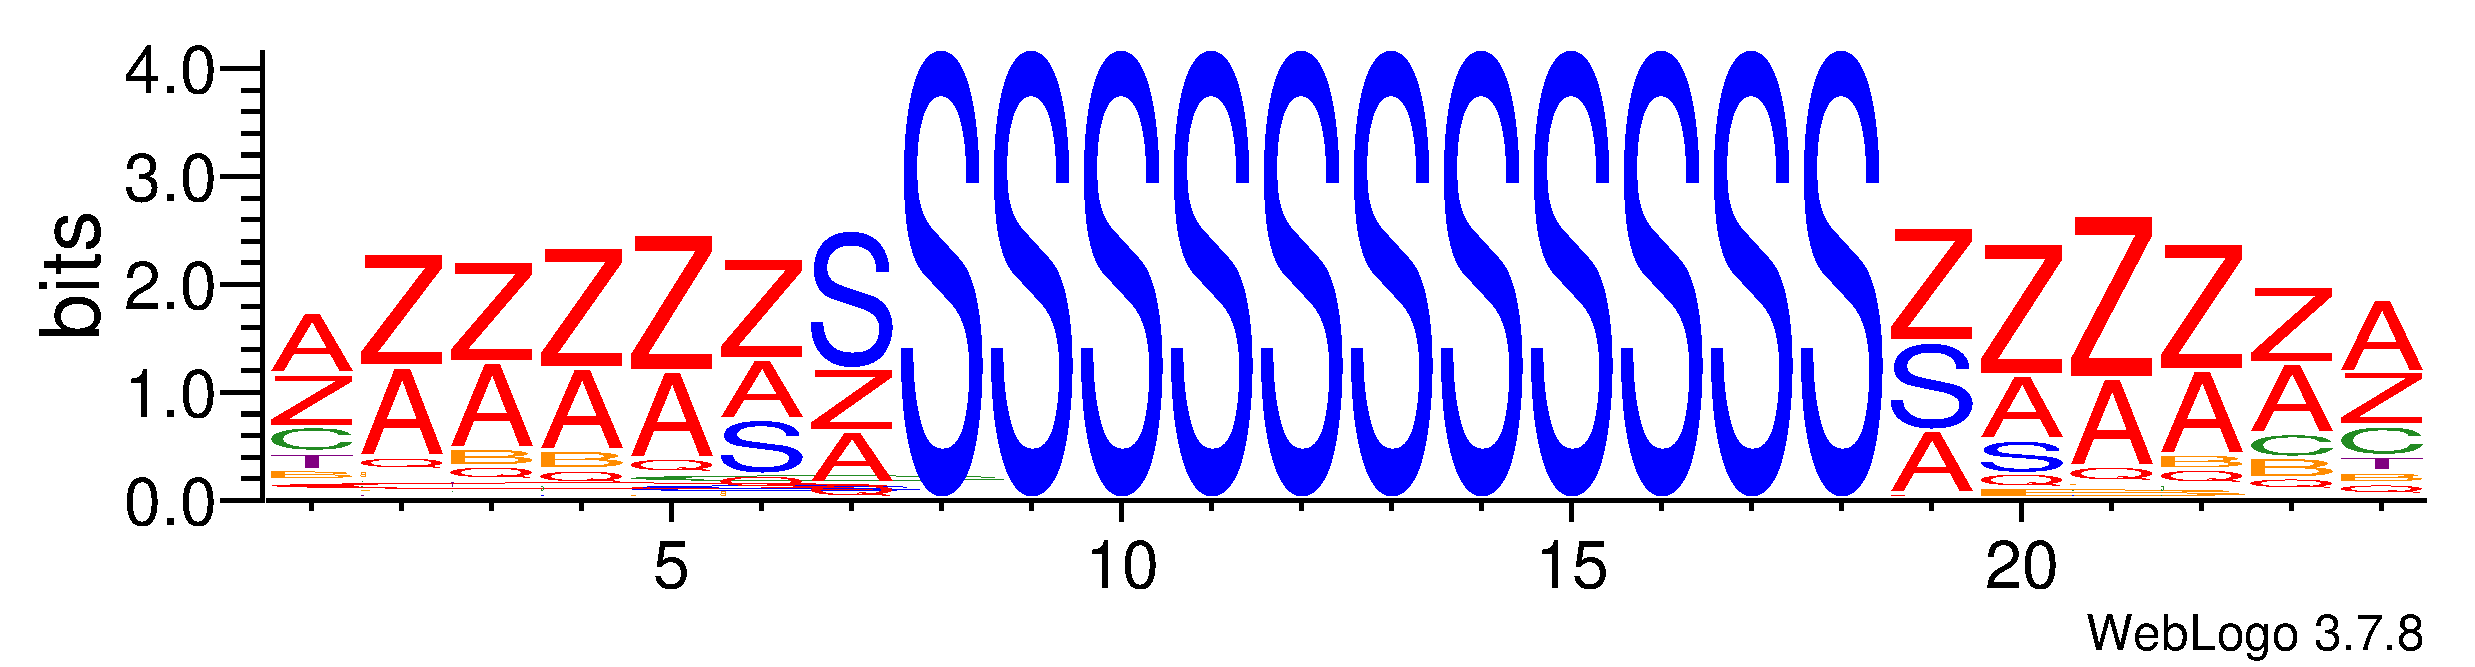 4.0
3.0
2.0
1.0
0.0
bits
A Z C T B
Z A Q
Z A B Q
Z A B Q
Z A Q
Z A S Q
S Z A Q
S
S
S
S
S
S
S
S
S
S
S
Z S A
Z A S Q B
Z A Q
Z A B Q
Z A C B Q
A Z C T B Q
5 10 15 20
WebLogo 3.7.8